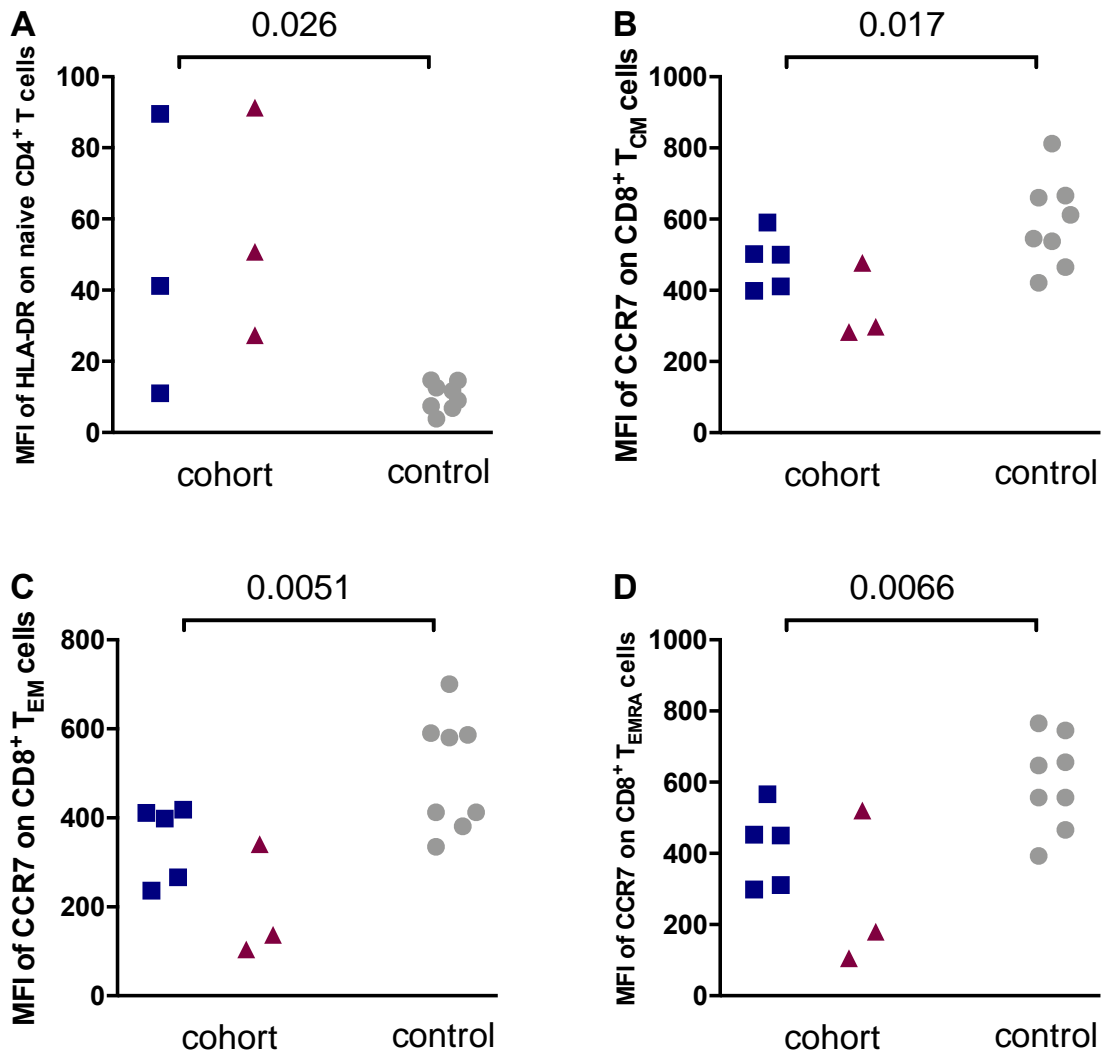 A
0.026
MFI of HLA-DR on naive CD4+ T cells
100
80
60
40
20
0
cohort
control
B
0.017
MFI of CCR7 on CD8+ TCM cells
1000
800
600
400
200
0
cohort
control
C
0.0051
MFI of CCR7 on CD8+ TEM cells
800
600
400
200
0
cohort
control
D
0.0066
MFI of CCR7 on CD8+ TEMRA cells
1000
800
600
400
200
0
cohort
control